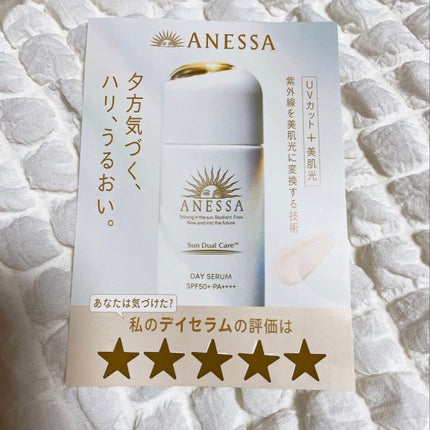 ANESSA
夕方気づく、
ハリ、うるおい。
UVカット＋美肌光
紫外線を美肌光に変換する技術
ANESSA
Shining in the sun. Radiant. Free.
Now and into the future.
Sun Dual Care™
DAY SERUM
SPF50+・PA++++
あなたは気づけた?
私のデイセラムの評価は